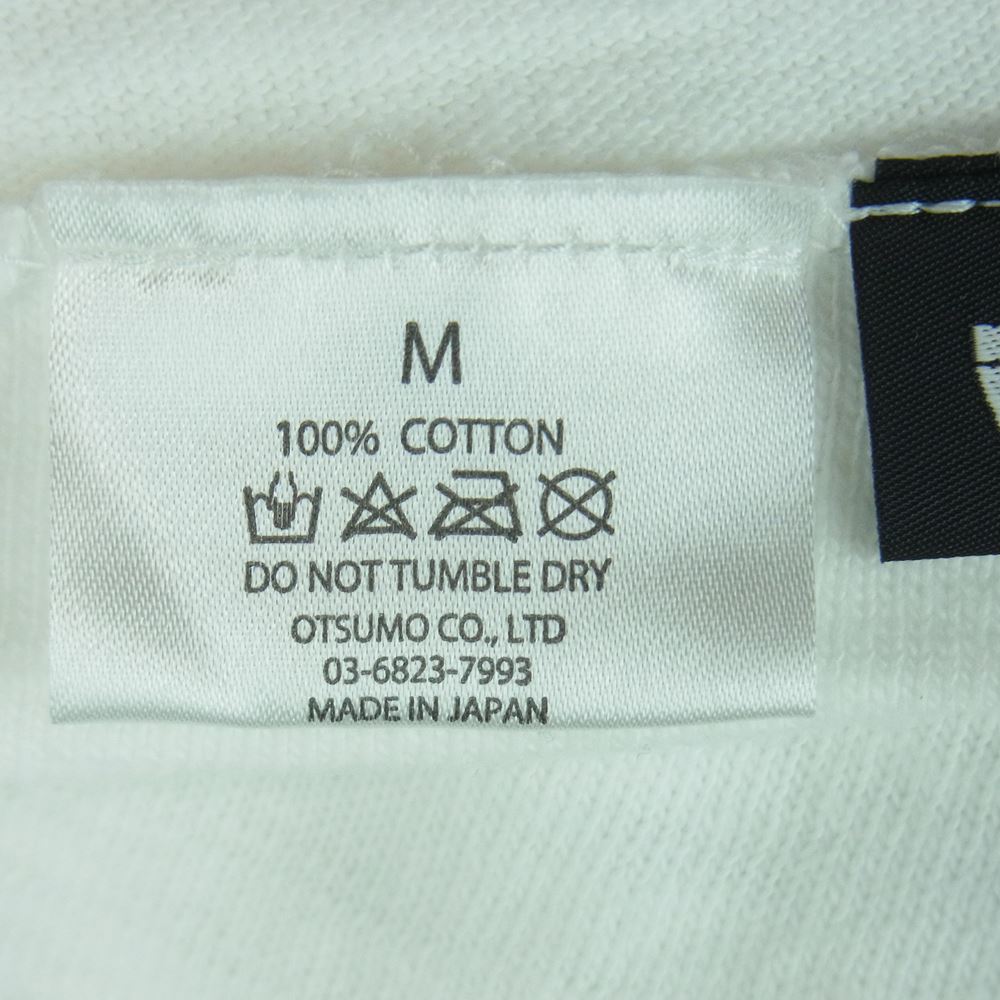 M
100% COTTON
DO NOT TUMBLE DRY
OTSUMO CO., LTD
03-6823-7993
MADE IN JAPAN